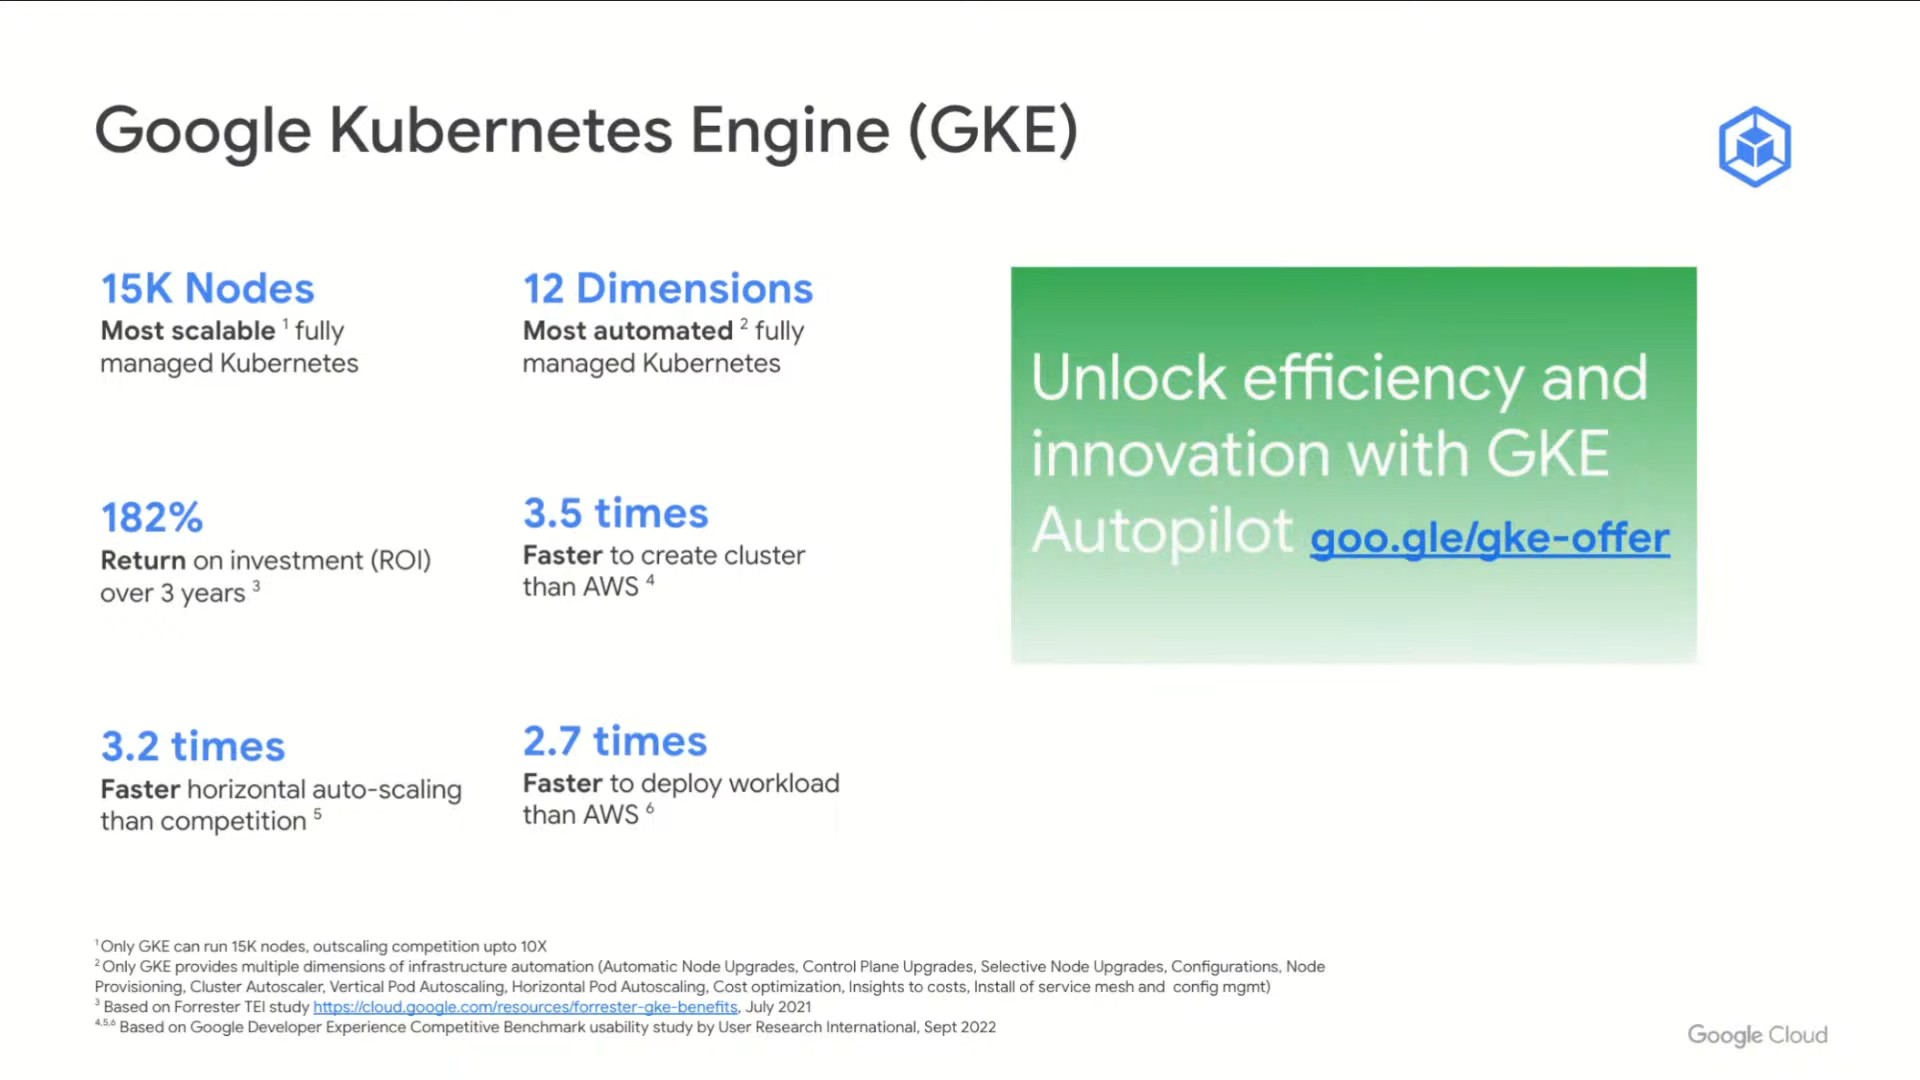 Google Kubernetes Engine (GKE)
15K Nodes
Most scalable ¹ fully
managed Kubernetes
12 Dimensions
Most automated ² fully
managed Kubernetes
182%
Return on investment (ROI)
over 3 years ³
3.5 times
Faster to create cluster
than AWS ⁴
3.2 times
Faster horizontal auto-scaling
than competition ⁵
2.7 times
Faster to deploy workload
than AWS ⁶
Unlock efficiency and
innovation with GKE
Autopilot goo.gle/gke-offer
¹ Only GKE can run 15K nodes, outscaling competition upto 10X
² Only GKE provides multiple dimensions of infrastructure automation (Automatic Node Upgrades, Control Plane Upgrades, Selective Node Upgrades, Configurations, Node
Provisioning, Cluster Autoscaler, Vertical Pod Autoscaling, Horizontal Pod Autoscaling, Cost optimization, Insights to costs, Install of service mesh and config mgmt)
³ Based on Forrester TEI study https://cloud.google.com/resources/forrester-gke-benefits, July 2021
⁴,⁵,⁶ Based on Google Developer Experience Competitive Benchmark usability study by User Research International, Sept 2022
Google Cloud